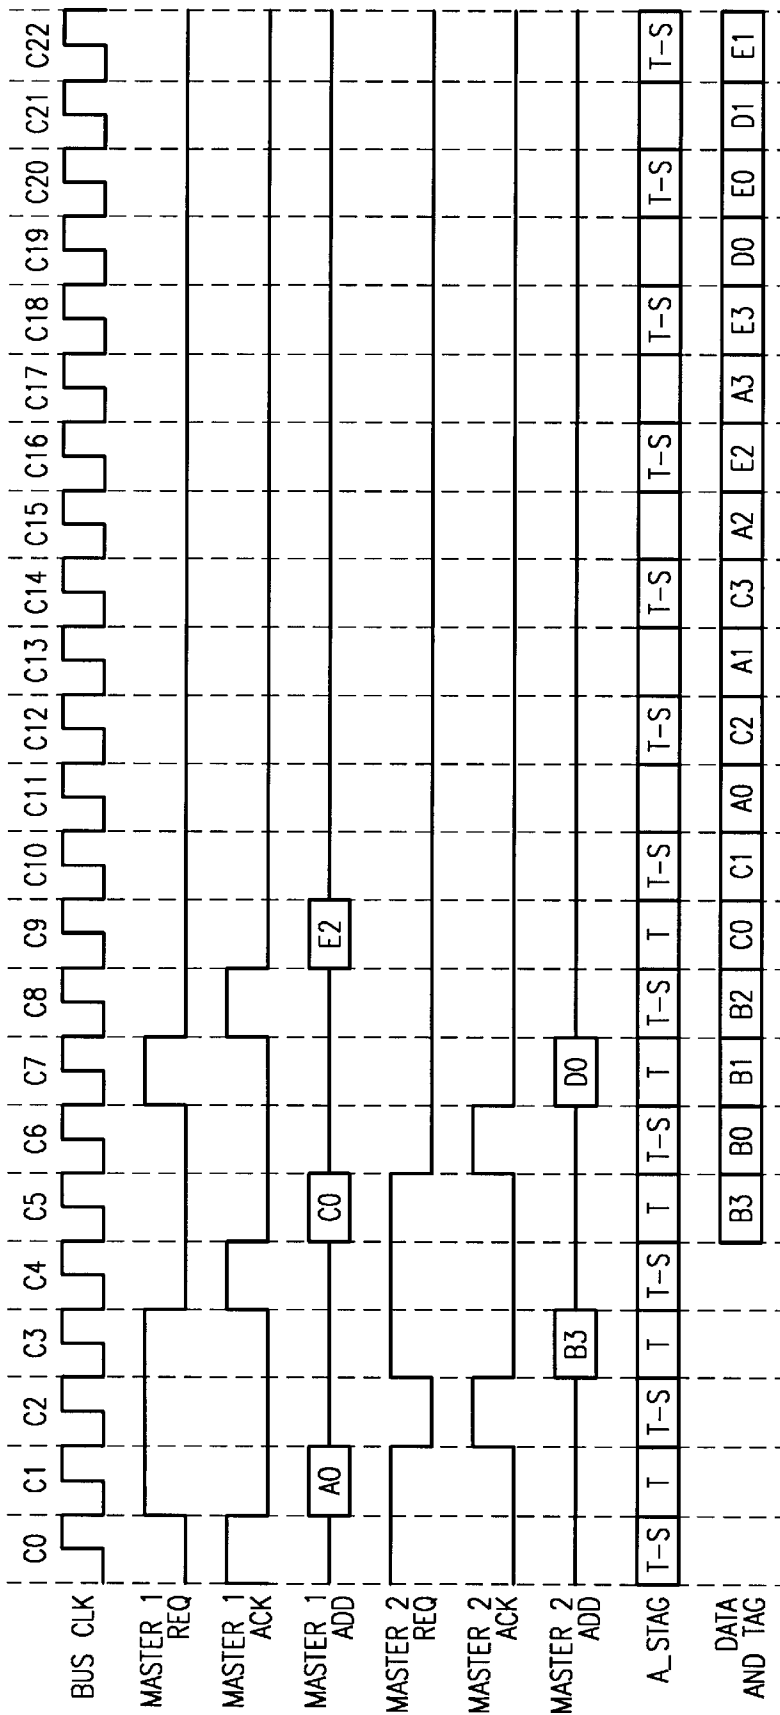 C0 C1 C2 C3 C4 C5 C6 C7 C8 C9 C10 C11 C12 C13 C14 C15 C16 C17 C18 C19 C20 C21 C22
BUS CLK
MASTER 1
REQ
MASTER 1
ACK
MASTER 1
ADD
A0 C0 E2
MASTER 2
REQ
MASTER 2
ACK
MASTER 2
ADD
B3 D0
A_STAG
T-S T T-S T T-S T T-S T T-S T T-S T-S T-S T-S T-S T-S T-S
DATA
AND TAG
B3 B0 B1 B2 C0 C1 A0 C2 A1 C3 A2 E2 A3 E3 D0 E0 D1 E1